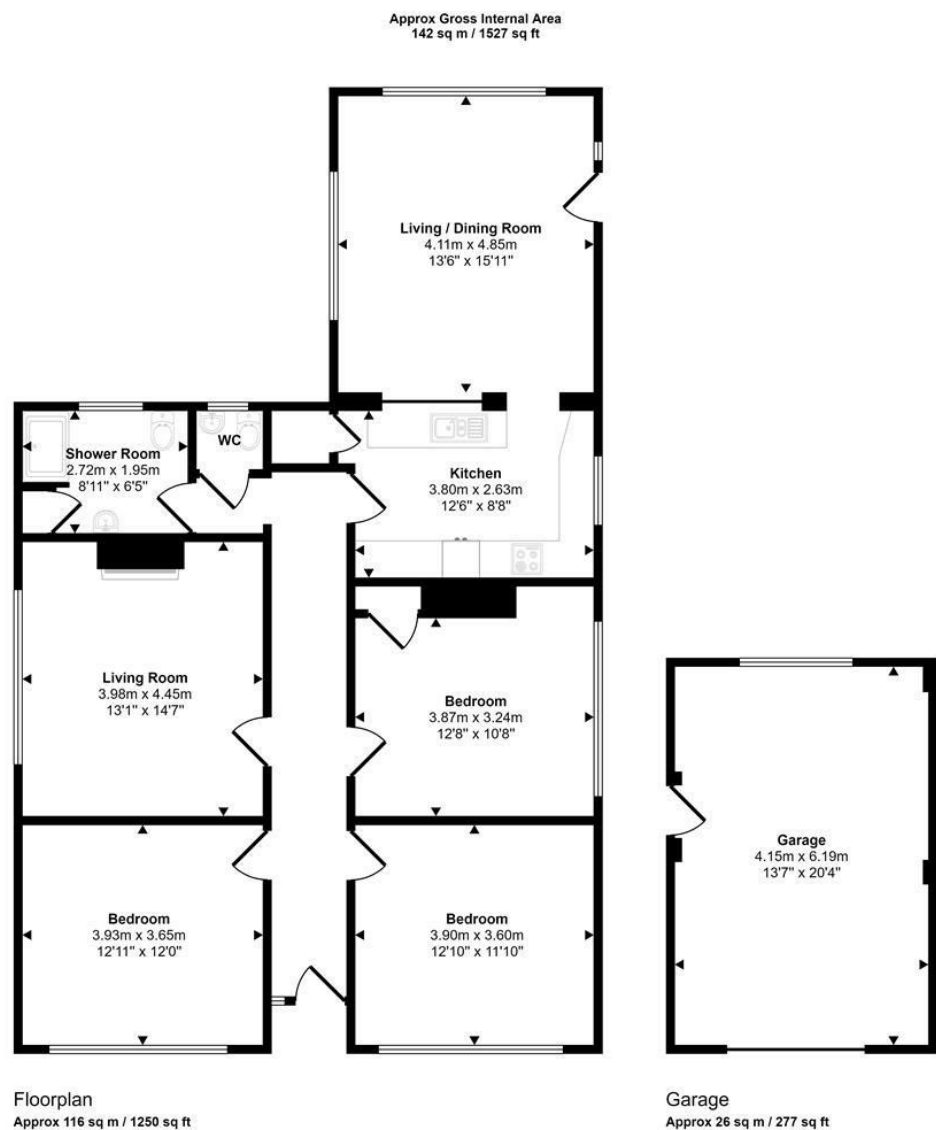 Approx Gross Internal Area
142 sq m / 1527 sq ft
Living / Dining Room
4.11m x 4.85m
13'6" x 15'11"
WC
Shower Room
2.72m x 1.95m
8'11" x 6'5"
Kitchen
3.80m x 2.63m
12'6" x 8'8"
Living Room
3.98m x 4.45m
13'1" x 14'7"
Bedroom
3.87m x 3.24m
12'8" x 10'8"
Garage
4.15m x 6.19m
13'7" x 20'4"
Bedroom
3.93m x 3.65m
12'11" x 12'0"
Bedroom
3.90m x 3.60m
12'10" x 11'10"
Floorplan
Approx 116 sq m / 1250 sq ft
Garage
Approx 26 sq m / 277 sq ft